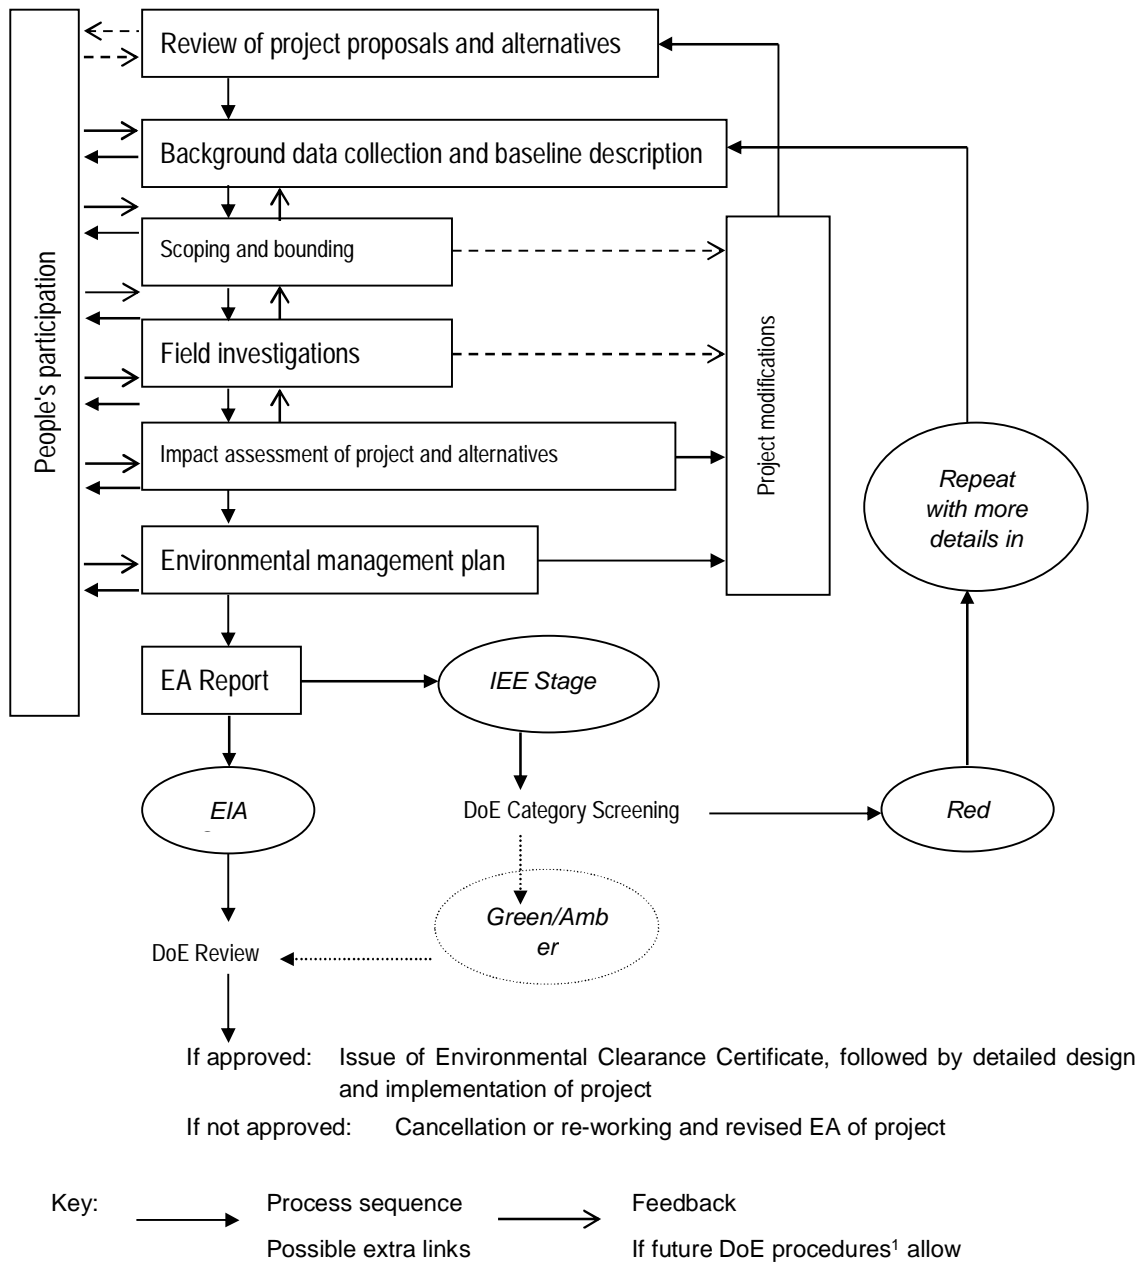 Review of project proposals and alternatives
Background data collection and baseline description
Scoping and bounding
Field investigations
Impact assessment of project and alternatives
Environmental management plan
People's participation
Project modifications
Repeat
with more
details in
EA Report
IEE Stage
EIA
DoE Category Screening
Red
Green/Amb
er
DoE Review
If approved: Issue of Environmental Clearance Certificate, followed by detailed design
and implementation of project
If not approved: Cancellation or re-working and revised EA of project
Key: Process sequence Feedback
Possible extra links If future DoE procedures¹ allow